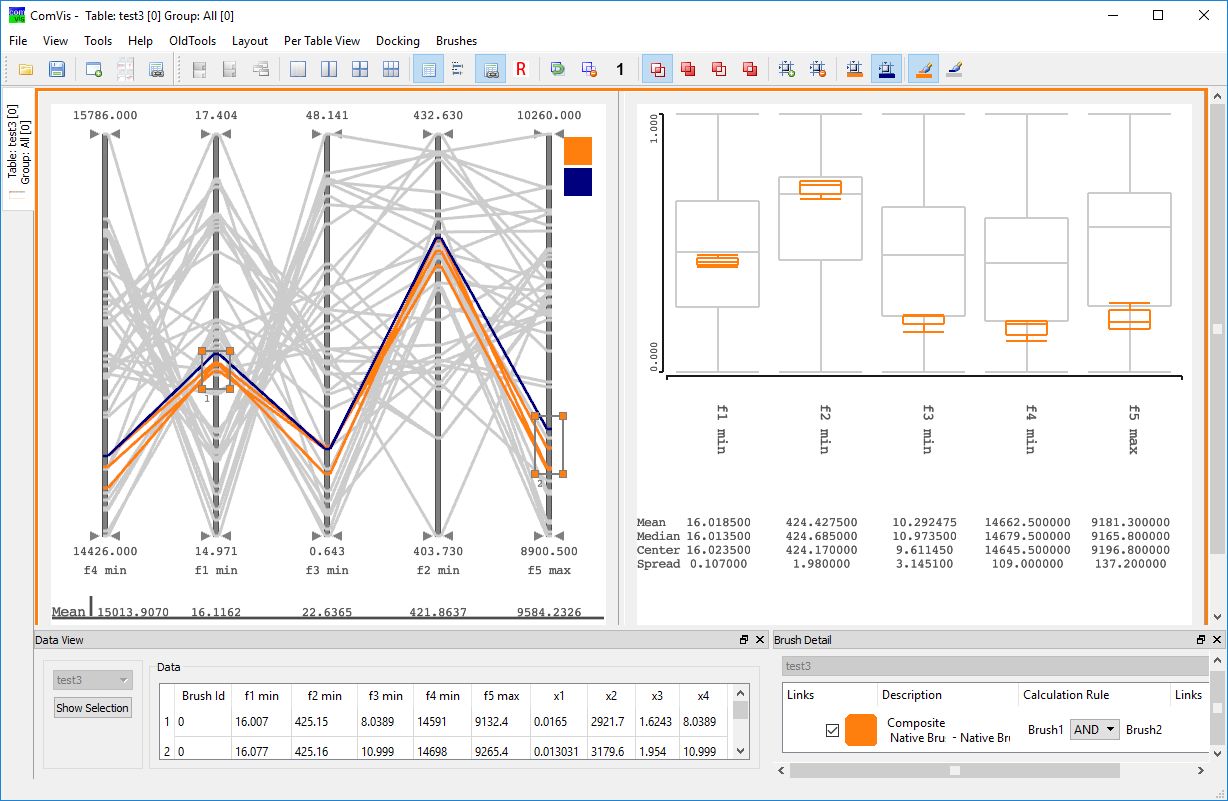 ComVis - Table: test3 [0] Group: All [0]
File View Tools Help OldTools Layout Per Table View Docking Brushes
R 1
Table: test3 [0]
Group: All [0]
15786.000 17.404 48.141 432.630 10260.000
1
2
14426.000 14.971 0.643 403.730 8900.500
f4 min f1 min f3 min f2 min f5 max
Mean 15013.9070 16.1162 22.6365 421.8637 9584.2326
1.000
0.000
f1 min f2 min f3 min f4 min f5 max
Mean 16.018500 424.427500 10.292475 14662.500000 9181.300000
Median 16.013500 424.685000 10.973500 14679.500000 9165.800000
Center 16.023500 424.170000 9.611450 14645.500000 9196.800000
Spread 0.107000 1.980000 3.145100 109.000000 137.200000
Data View
test3
Show Selection
Data
Brush Id f1 min f2 min f3 min f4 min f5 max x1 x2 x3 x4
1 0 16.007 425.15 8.0389 14591 9132.4 0.0165 2921.7 1.6243 8.0389
2 0 16.077 425.16 10.999 14698 9265.4 0.013031 3179.6 1.954 10.999
Brush Detail
test3
Links Description Calculation Rule Links
Composite
Native Bru - Native Bru
Brush1 AND Brush2